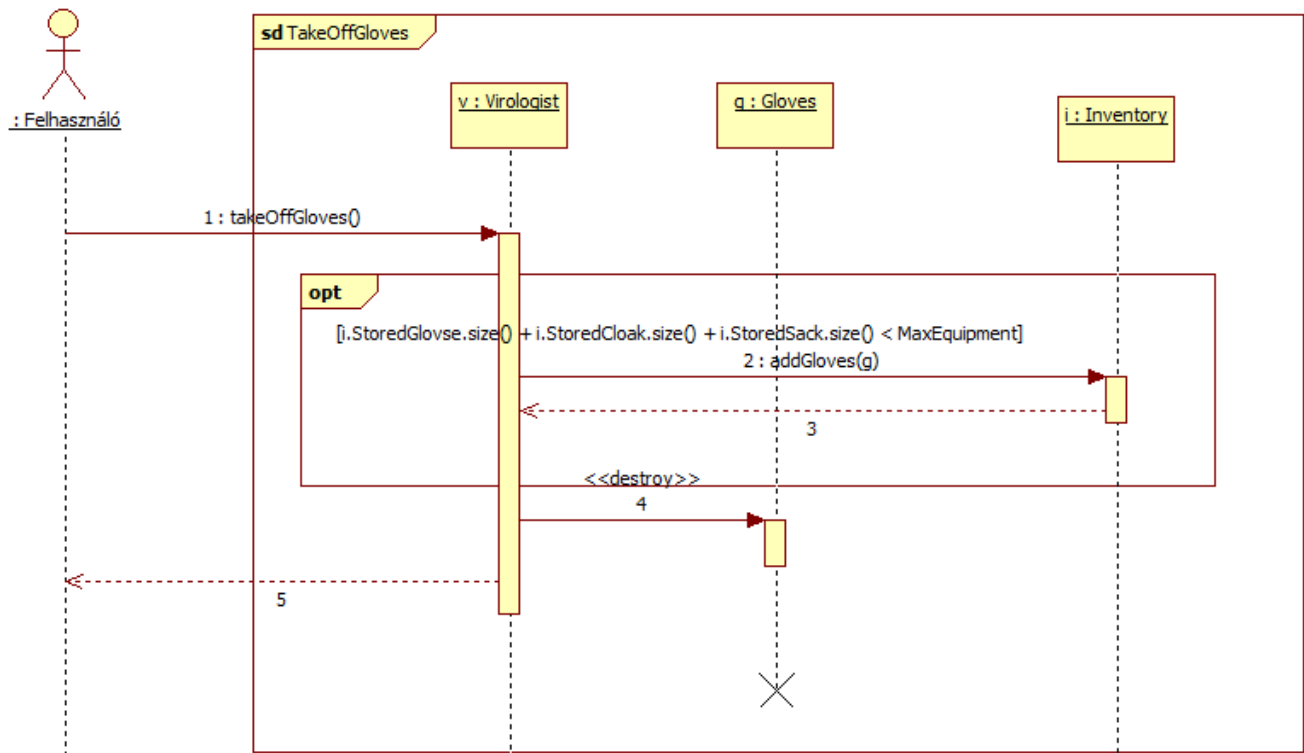 sd TakeOffGloves
: Felhasználó
v : Virologist
g : Gloves
i : Inventory
1 : takeOffGloves()
opt
[i.StoredGlovse.size() + i.StoredCloak.size() + i.StoredSack.size() < MaxEquipment]
2 : addGloves(g)
3
<<destroy>>
4
5